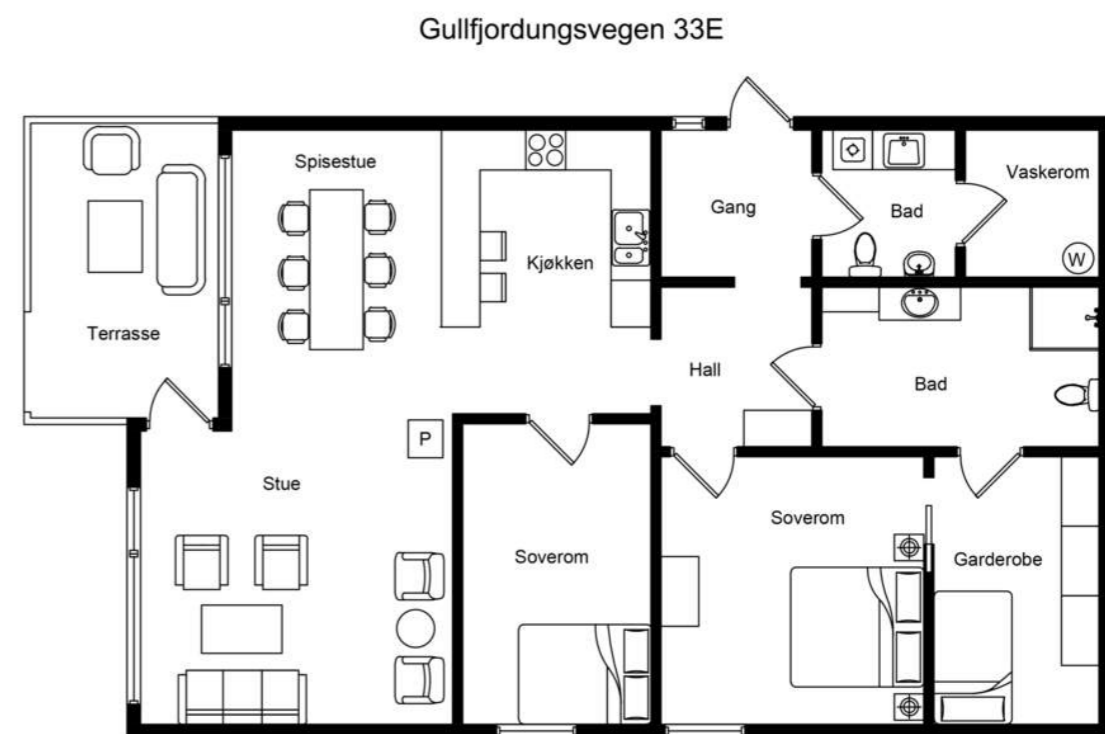 Gullfjordungsvegen 33E
Spisestue
Vaskerom
Gang
Bad
W
Kjøkken
Terrasse
Hall
Bad
P
Stue
Soverom
Soverom
Garderobe